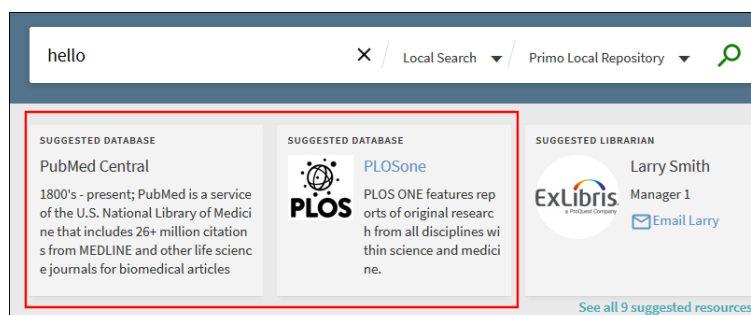 hello
Local Search
Primo Local Repository
SUGGESTED DATABASE
PubMed Central
1800's - present; PubMed is a service
of the U.S. National Library of Medici
ne that includes 26+ million citation
s from MEDLINE and other life scienc
e journals for biomedical articles
SUGGESTED DATABASE
PLOS
PLOSone
PLOS ONE features rep
orts of original researc
h from all disciplines wi
thin science and medici
ne.
SUGGESTED LIBRARIAN
ExLibris
a ProQuest Company
Larry Smith
Manager 1
Email Larry
See all 9 suggested resources